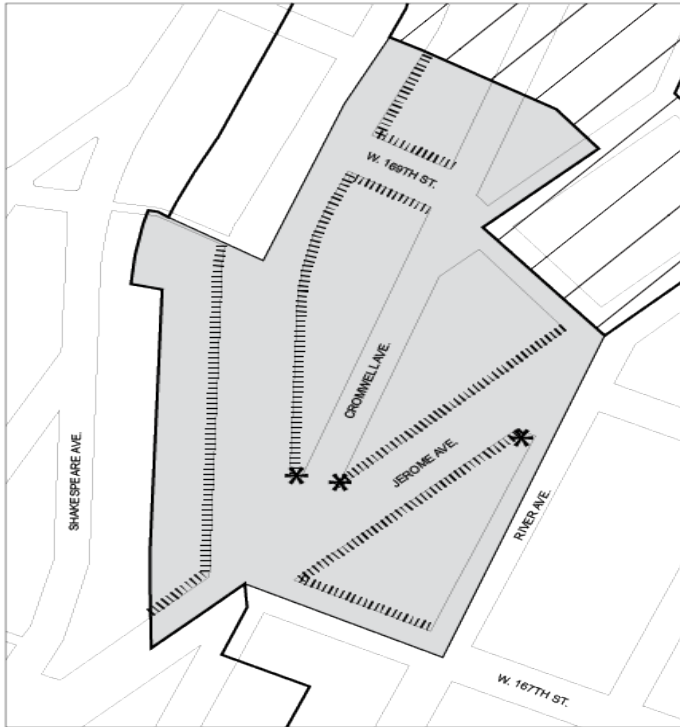 W. 169TH ST.
CROMWELL AVE.
JEROME AVE.
SHAKESPEARE AVE.
RIVER AVE.
W. 167TH ST.